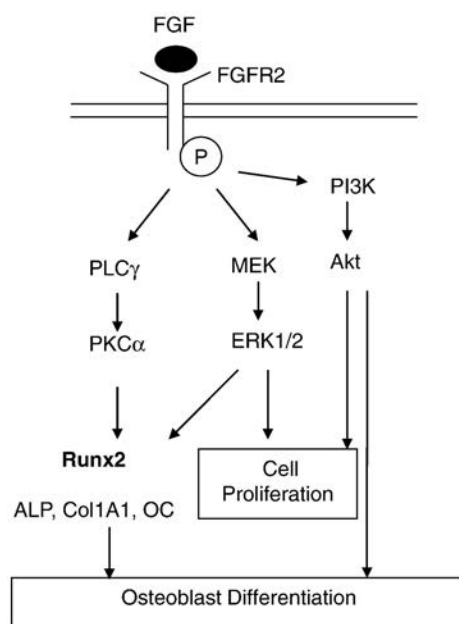 FGF
FGFR2
P
PI3K
PLCγ
MEK
Akt
PKCα
ERK1/2
Runx2
Cell
Proliferation
ALP, Col1A1, OC
Osteoblast Differentiation